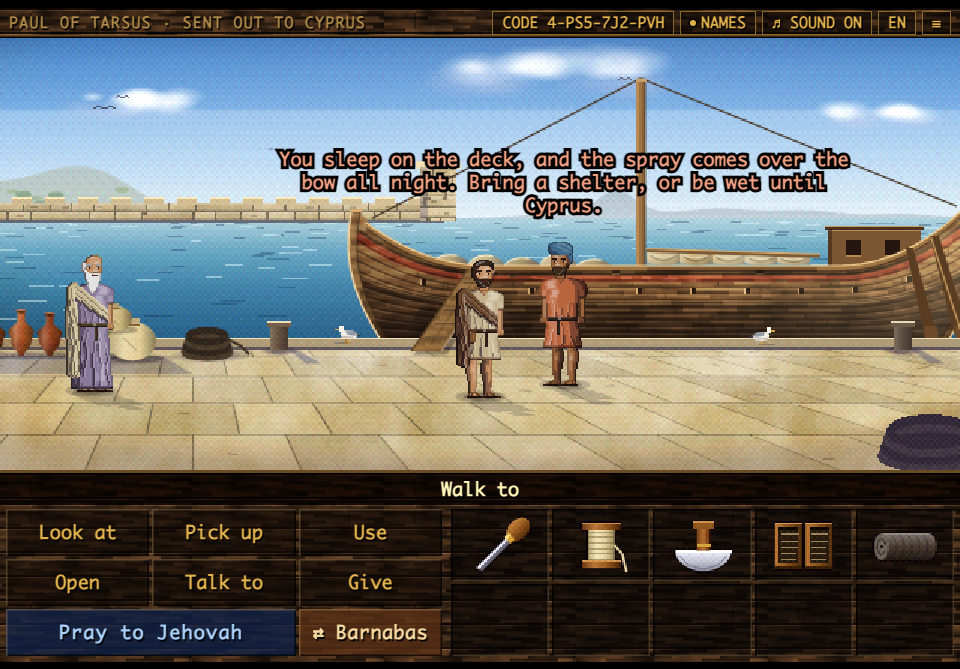 PAUL OF TARSUS · SENT OUT TO CYPRUS
CODE 4-PS5-7J2-PVH
• NAMES
♬ SOUND ON
EN
≡
You sleep on the deck, and the spray comes over the
bow all night. Bring a shelter, or be wet until
Cyprus.
Walk to
Look at
Pick up
Use
Open
Talk to
Give
Pray to Jehovah
⇄ Barnabas